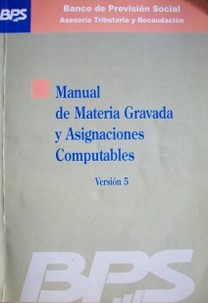 BPS
Banco de Previsión Social
Asesoría Tributaria y Recaudación
Manual
de Materia Gravada
y Asignaciones
Computables
Versión 5
BPS